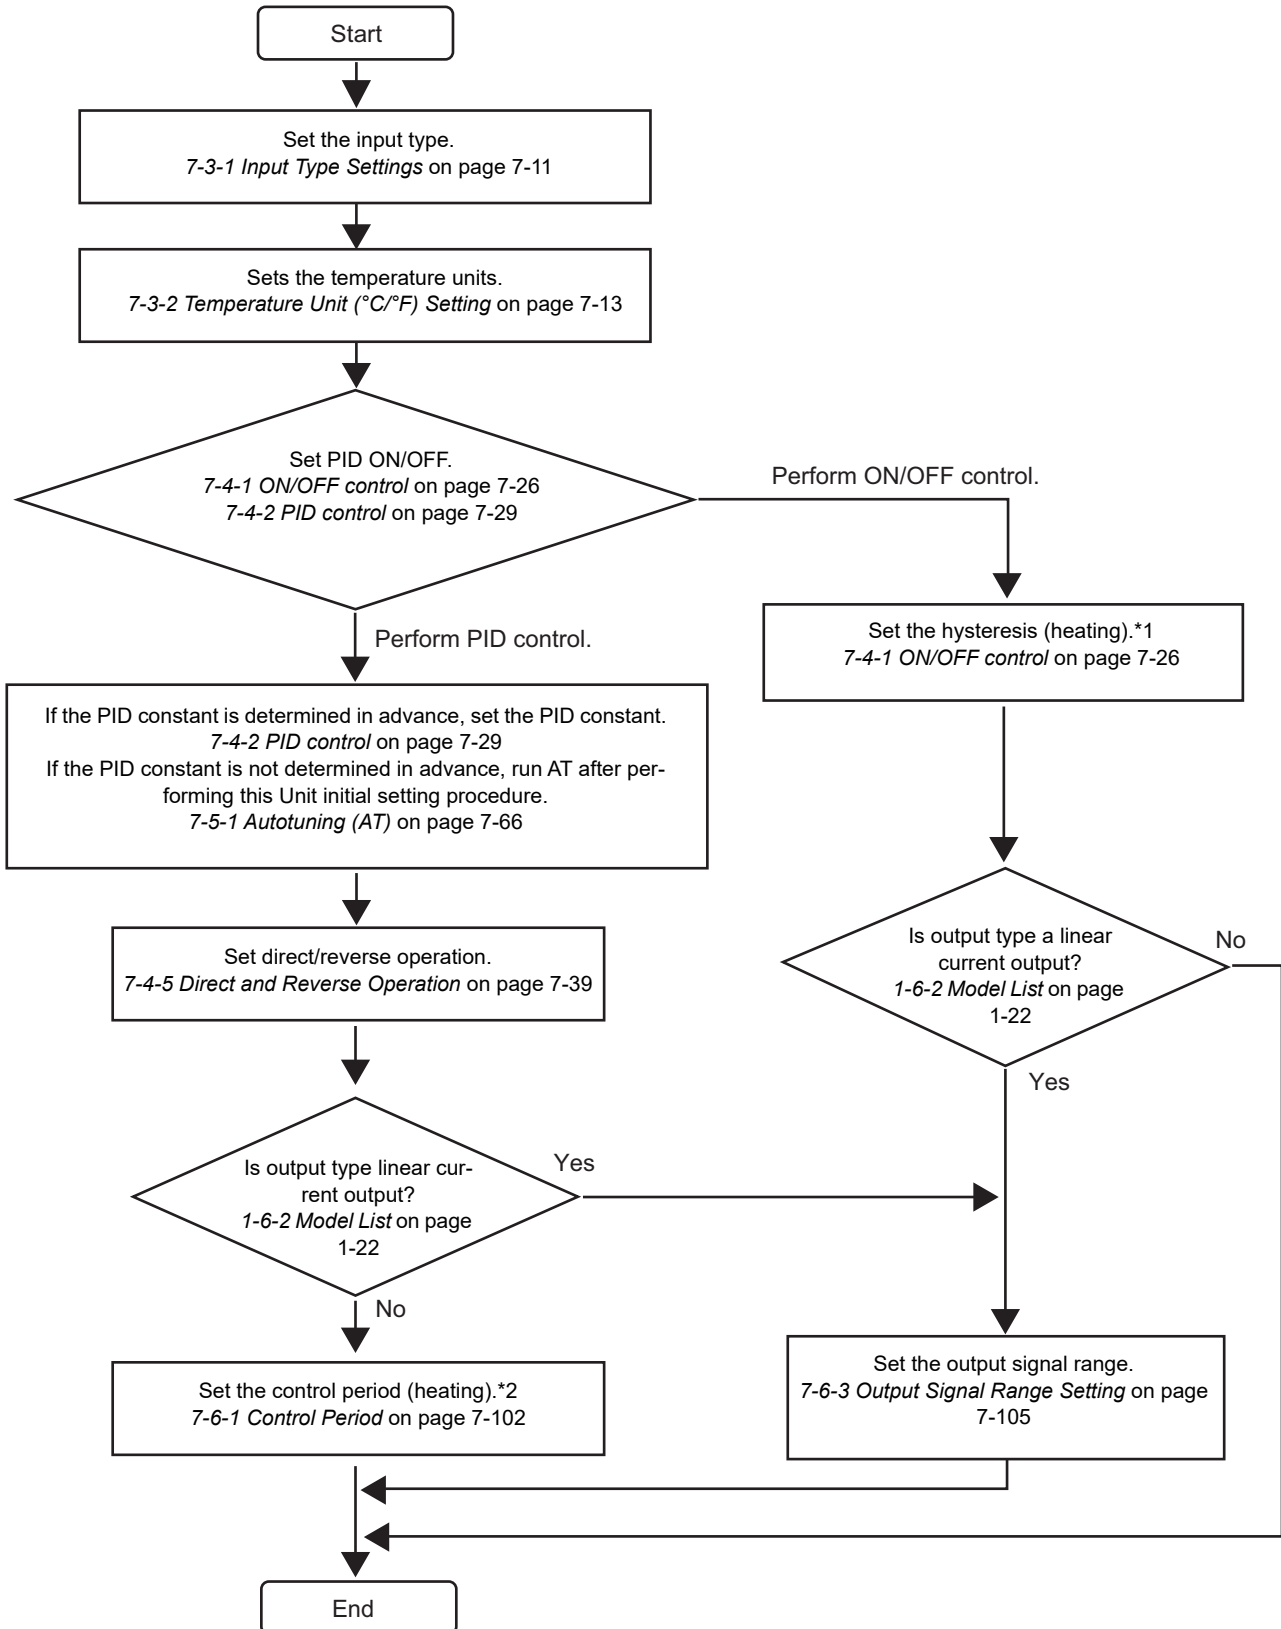 Start
Set the input type.
7-3-1 Input Type Settings on page 7-11
Sets the temperature units.
7-3-2 Temperature Unit (°C/°F) Setting on page 7-13
Set PID ON/OFF.
7-4-1 ON/OFF control on page 7-26
7-4-2 PID control on page 7-29
Perform ON/OFF control.
Set the hysteresis (heating).*1
7-4-1 ON/OFF control on page 7-26
Perform PID control.
If the PID constant is determined in advance, set the PID constant.
7-4-2 PID control on page 7-29
If the PID constant is not determined in advance, run AT after per-
forming this Unit initial setting procedure.
7-5-1 Autotuning (AT) on page 7-66
Set direct/reverse operation.
7-4-5 Direct and Reverse Operation on page 7-39
Is output type a linear
current output?
1-6-2 Model List on page
1-22
No
Yes
Is output type linear cur-
rent output?
1-6-2 Model List on page
1-22
Yes
No
Set the control period (heating).*2
7-6-1 Control Period on page 7-102
Set the output signal range.
7-6-3 Output Signal Range Setting on page
7-105
End